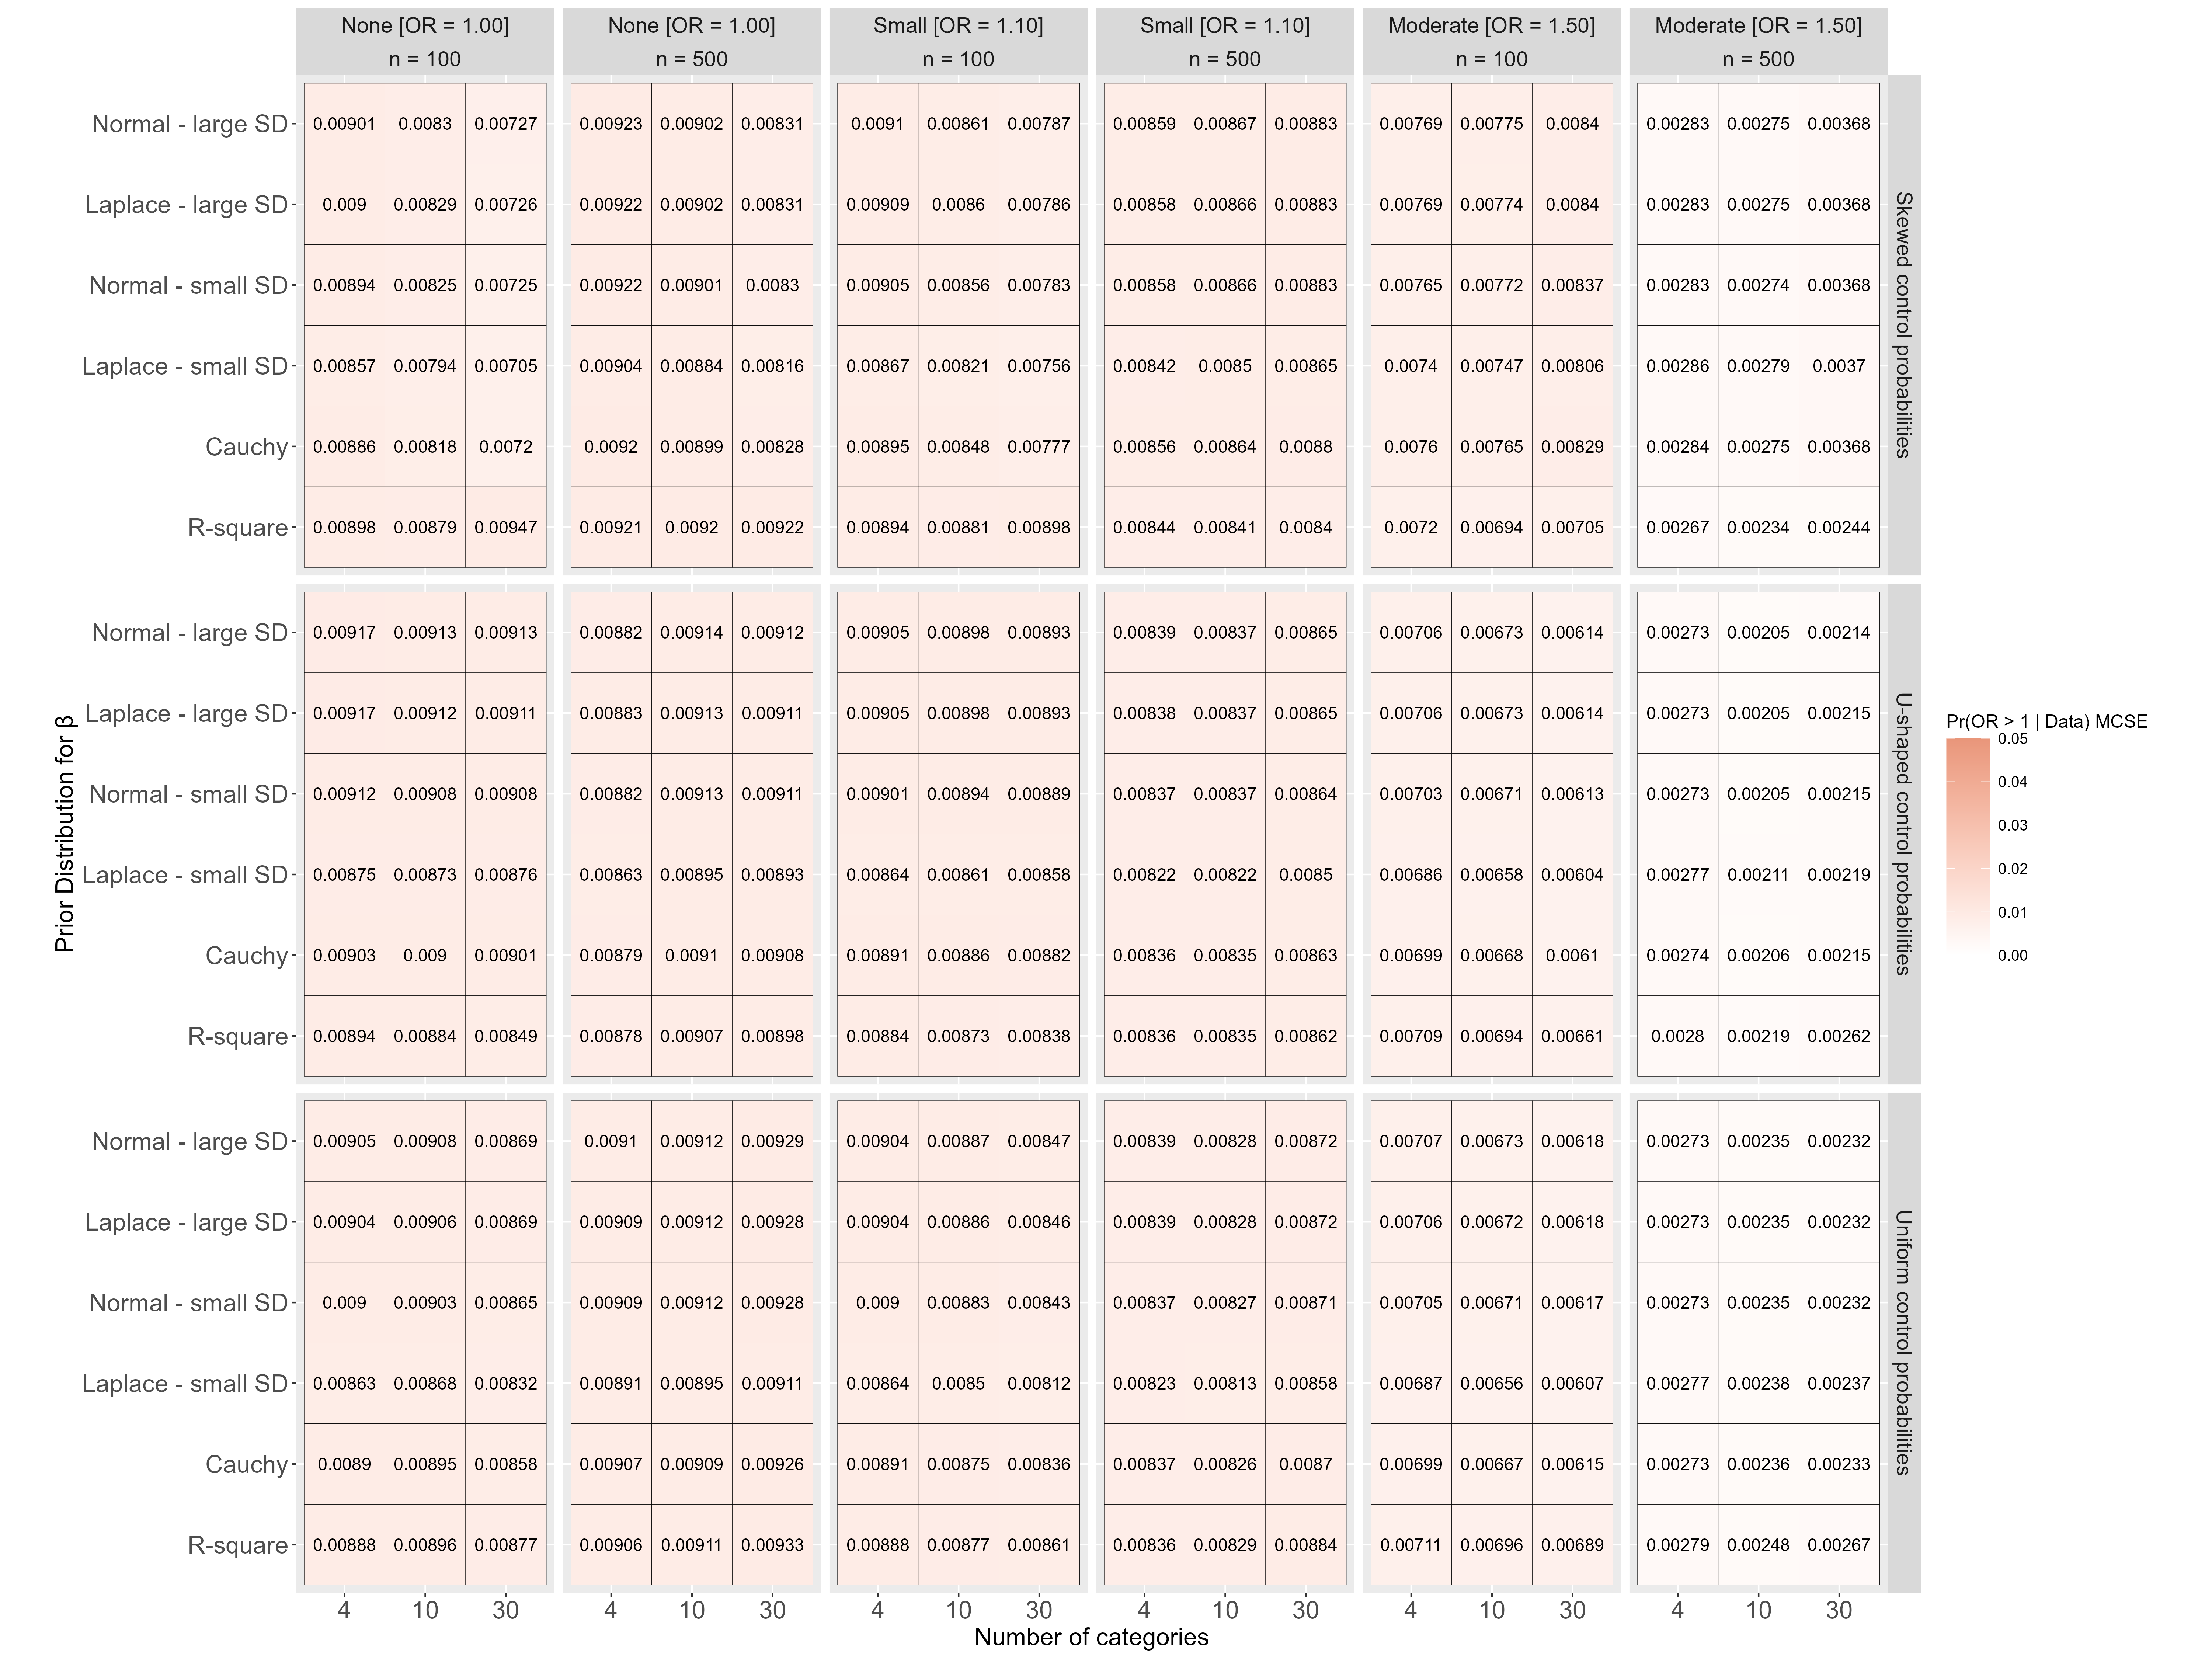 None [OR = 1.00] None [OR = 1.00] Small [OR = 1.10] Small [OR = 1.10] Moderate [OR = 1.50] Moderate [OR = 1.50]
n = 100 n = 500 n = 100 n = 500 n = 100 n = 500
Normal - large SD 0.00901 0.0083 0.00727 0.00923 0.00902 0.00831 0.0091 0.00861 0.00787 0.00859 0.00867 0.00883 0.00769 0.00775 0.0084 0.00283 0.00275 0.00368
Laplace - large SD 0.009 0.00829 0.00726 0.00922 0.00902 0.00831 0.00909 0.0086 0.00786 0.00858 0.00866 0.00883 0.00769 0.00774 0.0084 0.00283 0.00275 0.00368
Normal - small SD 0.00894 0.00825 0.00725 0.00922 0.00901 0.0083 0.00905 0.00856 0.00783 0.00858 0.00866 0.00883 0.00765 0.00772 0.00837 0.00283 0.00274 0.00368
Laplace - small SD 0.00857 0.00794 0.00705 0.00904 0.00884 0.00816 0.00867 0.00821 0.00756 0.00842 0.0085 0.00865 0.0074 0.00747 0.00806 0.00286 0.00279 0.0037
Cauchy 0.00886 0.00818 0.0072 0.0092 0.00899 0.00828 0.00895 0.00848 0.00777 0.00856 0.00864 0.0088 0.0076 0.00765 0.00829 0.00284 0.00275 0.00368
R-square 0.00898 0.00879 0.00947 0.00921 0.0092 0.00922 0.00894 0.00881 0.00898 0.00844 0.00841 0.0084 0.0072 0.00694 0.00705 0.00267 0.00234 0.00244
Skewed control probabilities
Normal - large SD 0.00917 0.00913 0.00913 0.00882 0.00914 0.00912 0.00905 0.00898 0.00893 0.00839 0.00837 0.00865 0.00706 0.00673 0.00614 0.00273 0.00205 0.00214
Laplace - large SD 0.00917 0.00912 0.00911 0.00883 0.00913 0.00911 0.00905 0.00898 0.00893 0.00838 0.00837 0.00865 0.00706 0.00673 0.00614 0.00273 0.00205 0.00215
Normal - small SD 0.00912 0.00908 0.00908 0.00882 0.00913 0.00911 0.00901 0.00894 0.00889 0.00837 0.00837 0.00864 0.00703 0.00671 0.00613 0.00273 0.00205 0.00215
Laplace - small SD 0.00875 0.00873 0.00876 0.00863 0.00895 0.00893 0.00864 0.00861 0.00858 0.00822 0.00822 0.0085 0.00686 0.00658 0.00604 0.00277 0.00211 0.00219
Cauchy 0.00903 0.009 0.00901 0.00879 0.0091 0.00908 0.00891 0.00886 0.00882 0.00836 0.00835 0.00863 0.00699 0.00668 0.0061 0.00274 0.00206 0.00215
R-square 0.00894 0.00884 0.00849 0.00878 0.00907 0.00898 0.00884 0.00873 0.00838 0.00836 0.00835 0.00862 0.00709 0.00694 0.00661 0.0028 0.00219 0.00262
U-shaped control probabilities
Normal - large SD 0.00905 0.00908 0.00869 0.0091 0.00912 0.00929 0.00904 0.00887 0.00847 0.00839 0.00828 0.00872 0.00707 0.00673 0.00618 0.00273 0.00235 0.00232
Laplace - large SD 0.00904 0.00906 0.00869 0.00909 0.00912 0.00928 0.00904 0.00886 0.00846 0.00839 0.00828 0.00872 0.00706 0.00672 0.00618 0.00273 0.00235 0.00232
Normal - small SD 0.009 0.00903 0.00865 0.00909 0.00912 0.00928 0.009 0.00883 0.00843 0.00837 0.00827 0.00871 0.00705 0.00671 0.00617 0.00273 0.00235 0.00232
Laplace - small SD 0.00863 0.00868 0.00832 0.00891 0.00895 0.00911 0.00864 0.0085 0.00812 0.00823 0.00813 0.00858 0.00687 0.00656 0.00607 0.00277 0.00238 0.00237
Cauchy 0.0089 0.00895 0.00858 0.00907 0.00909 0.00926 0.00891 0.00875 0.00836 0.00837 0.00826 0.0087 0.00699 0.00667 0.00615 0.00273 0.00236 0.00233
R-square 0.00888 0.00896 0.00877 0.00906 0.00911 0.00933 0.00888 0.00877 0.00861 0.00836 0.00829 0.00884 0.00711 0.00696 0.00689 0.00279 0.00248 0.00267
Uniform control probabilities
4 10 30 4 10 30 4 10 30 4 10 30 4 10 30 4 10 30
Number of categories
Prior Distribution for β
Pr(OR > 1 | Data) MCSE
0.05
0.04
0.03
0.02
0.01
0.00